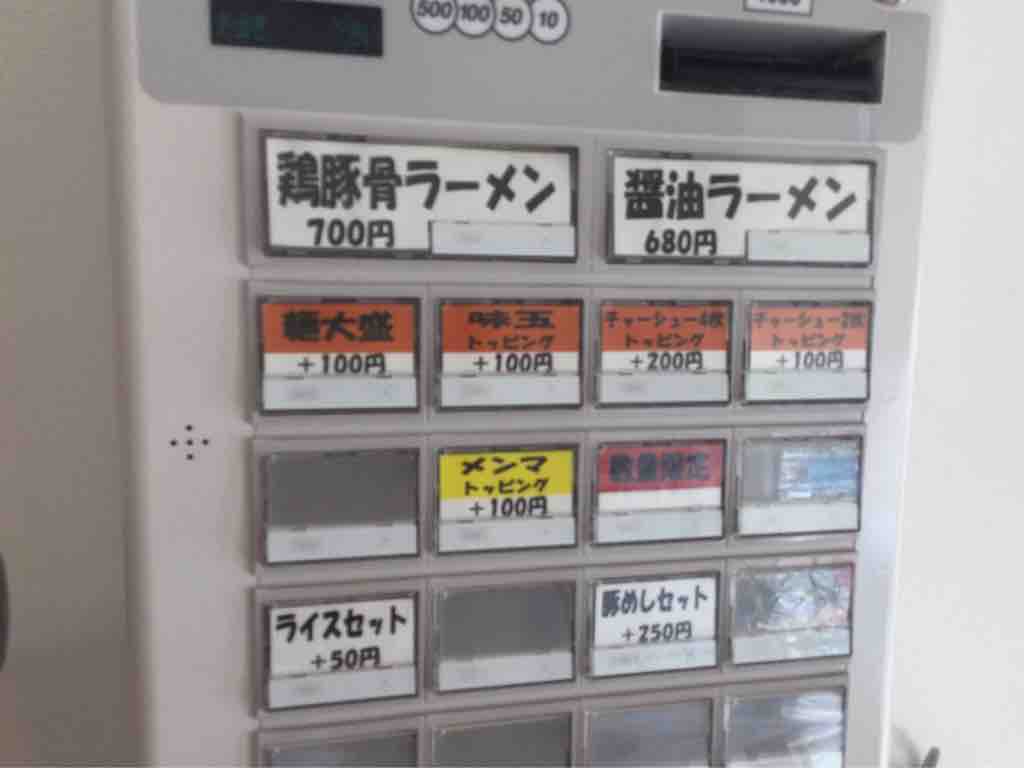 500 100 50 10
鶏豚骨ラーメン
700円
醤油ラーメン
680円
麺大盛
+100円
味玉
トッピング
+100円
チャーシュー4枚
トッピング
+200円
チャーシュー2枚
トッピング
+100円
メンマ
トッピング
+100円
数量限定
ライスセット
+50円
豚めしセット
+250円